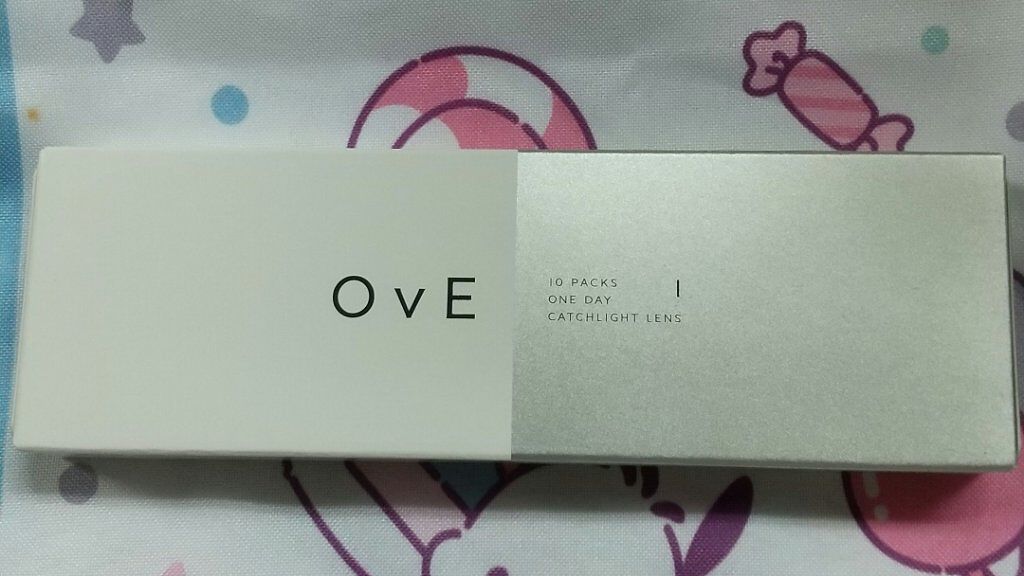 OvE
10 PACKS
ONE DAY
CATCHLIGHT LENS